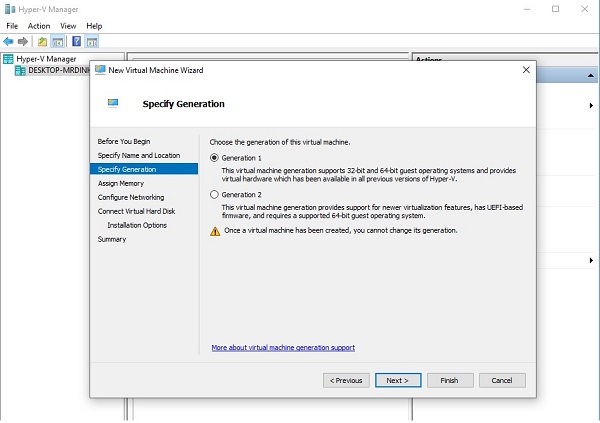 Hyper-V Manager
File Action View Help
Hyper-V Manager
DESKTOP-MRDINK
Actions
New Virtual Machine Wizard
Specify Generation
Before You Begin
Specify Name and Location
Specify Generation
Assign Memory
Configure Networking
Connect Virtual Hard Disk
Installation Options
Summary
Choose the generation of this virtual machine.
Generation 1
This virtual machine generation supports 32-bit and 64-bit guest operating systems and provides
virtual hardware which has been available in all previous versions of Hyper-V.
Generation 2
This virtual machine generation provides support for newer virtualization features, has UEFI-based
firmware, and requires a supported 64-bit guest operating system.
Once a virtual machine has been created, you cannot change its generation.
More about virtual machine generation support
< Previous Next > Finish Cancel